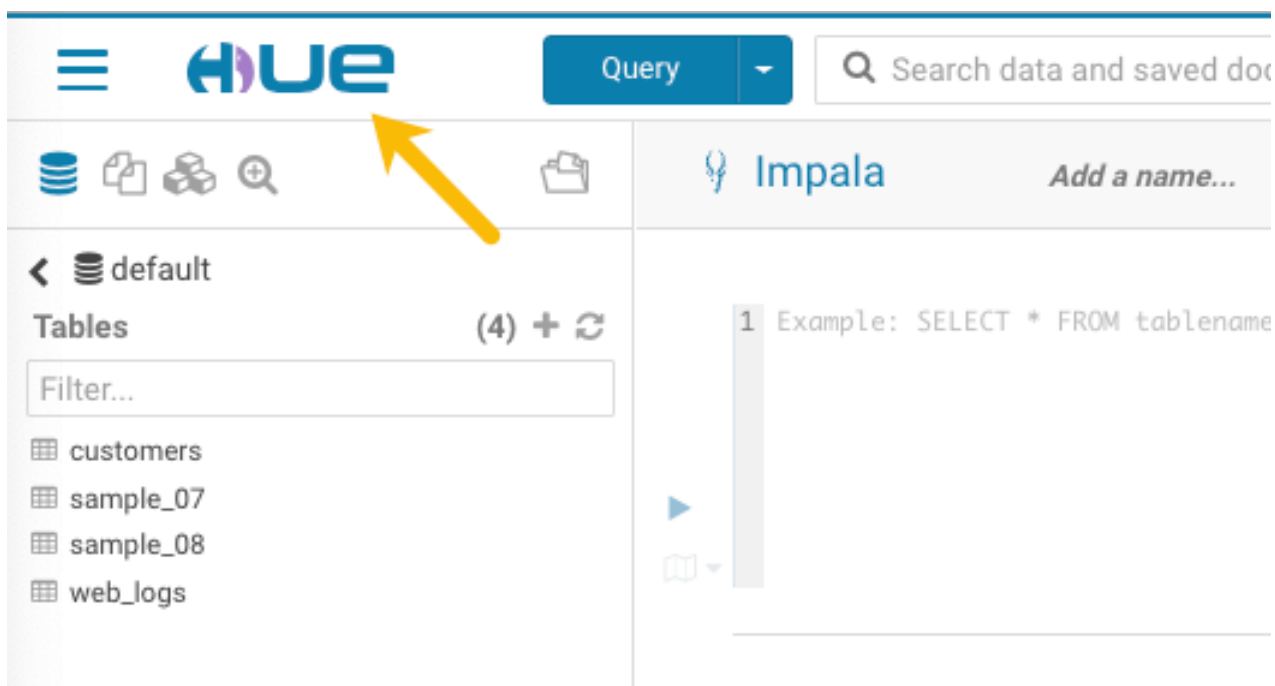 HUE
Query
Search data and saved doc
Impala
Add a name...
default
Tables (4)
Filter...
1 Example: SELECT * FROM tablename
customers
sample_07
sample_08
web_logs